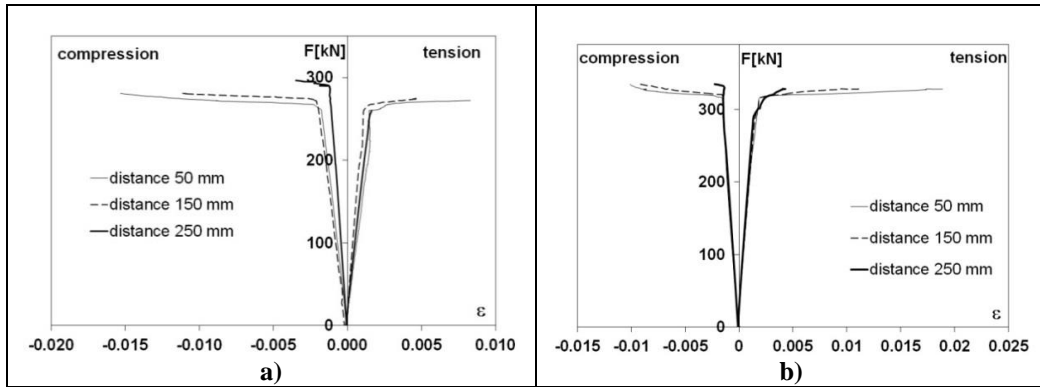 compression
F[kN]
tension
300
200
100
0
distance 50 mm
distance 150 mm
distance 250 mm
ε
-0.020 -0.015 -0.010 -0.005 0.000 0.005 0.010
a)
compression
F[kN]
tension
300
200
100
0
distance 50 mm
distance 150 mm
distance 250 mm
ε
-0.015 -0.01 -0.005 0 0.005 0.01 0.015 0.02 0.025
b)